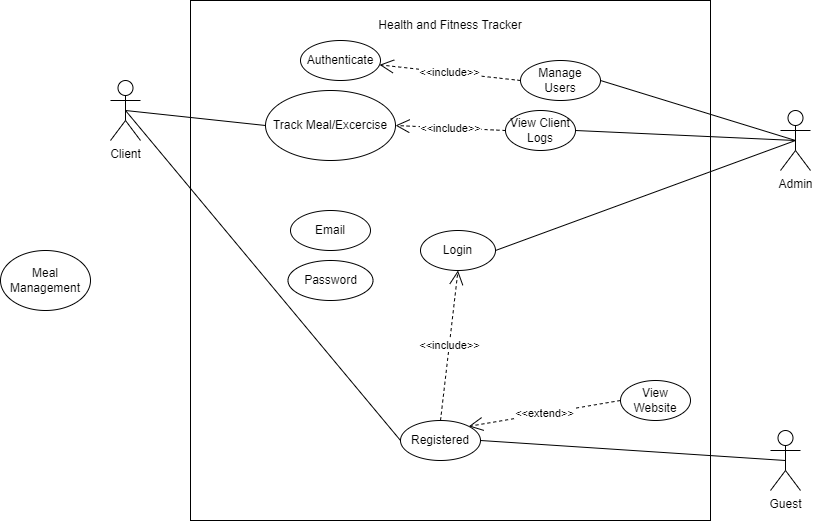 Health and Fitness Tracker
Authenticate
<<include>>
Manage
Users
Track Meal/Excercise
<<include>>
View Client
Logs
Client
Admin
Email
Login
Password
Meal
Management
<<include>>
View
Website
<<extend>>
Registered
Guest